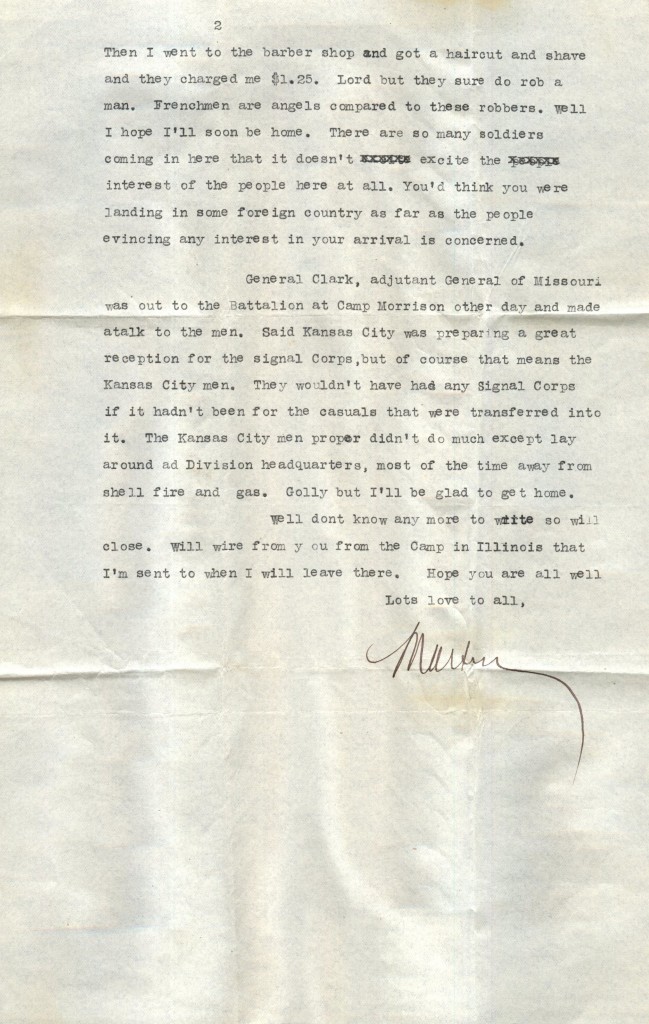 2
Then I went to the barber shop and got a haircut and shave
and they charged me $1.25. Lord but they sure do rob a
man. Frenchmen are angels compared to these robbers. Well
I hope I'll soon be home. There are so many soldiers
coming in here that it doesn't excite the
interest of the people here at all. You'd think you were
landing in some foreign country as far as the people
evincing any interest in your arrival is concerned.
General Clark, adjutant General of Missouri
was out to the Battalion at Camp Morrison other day and made
atalk to the men. Said Kansas City was preparing a great
reception for the signal Corps,but of course that means the
Kansas City men. They wouldn't have had any Signal Corps
if it hadn't been for the casuals that were transferred into
it. The Kansas City men proper didn't do much except lay
around ad Division headquarters, most of the time away from
shell fire and gas. Golly but I'll be glad to get home.
Well dont know any more to write so will
close. Will wire from y ou from the Camp in Illinois that
I'm sent to when I will leave there. Hope you are all well
Lots love to all,